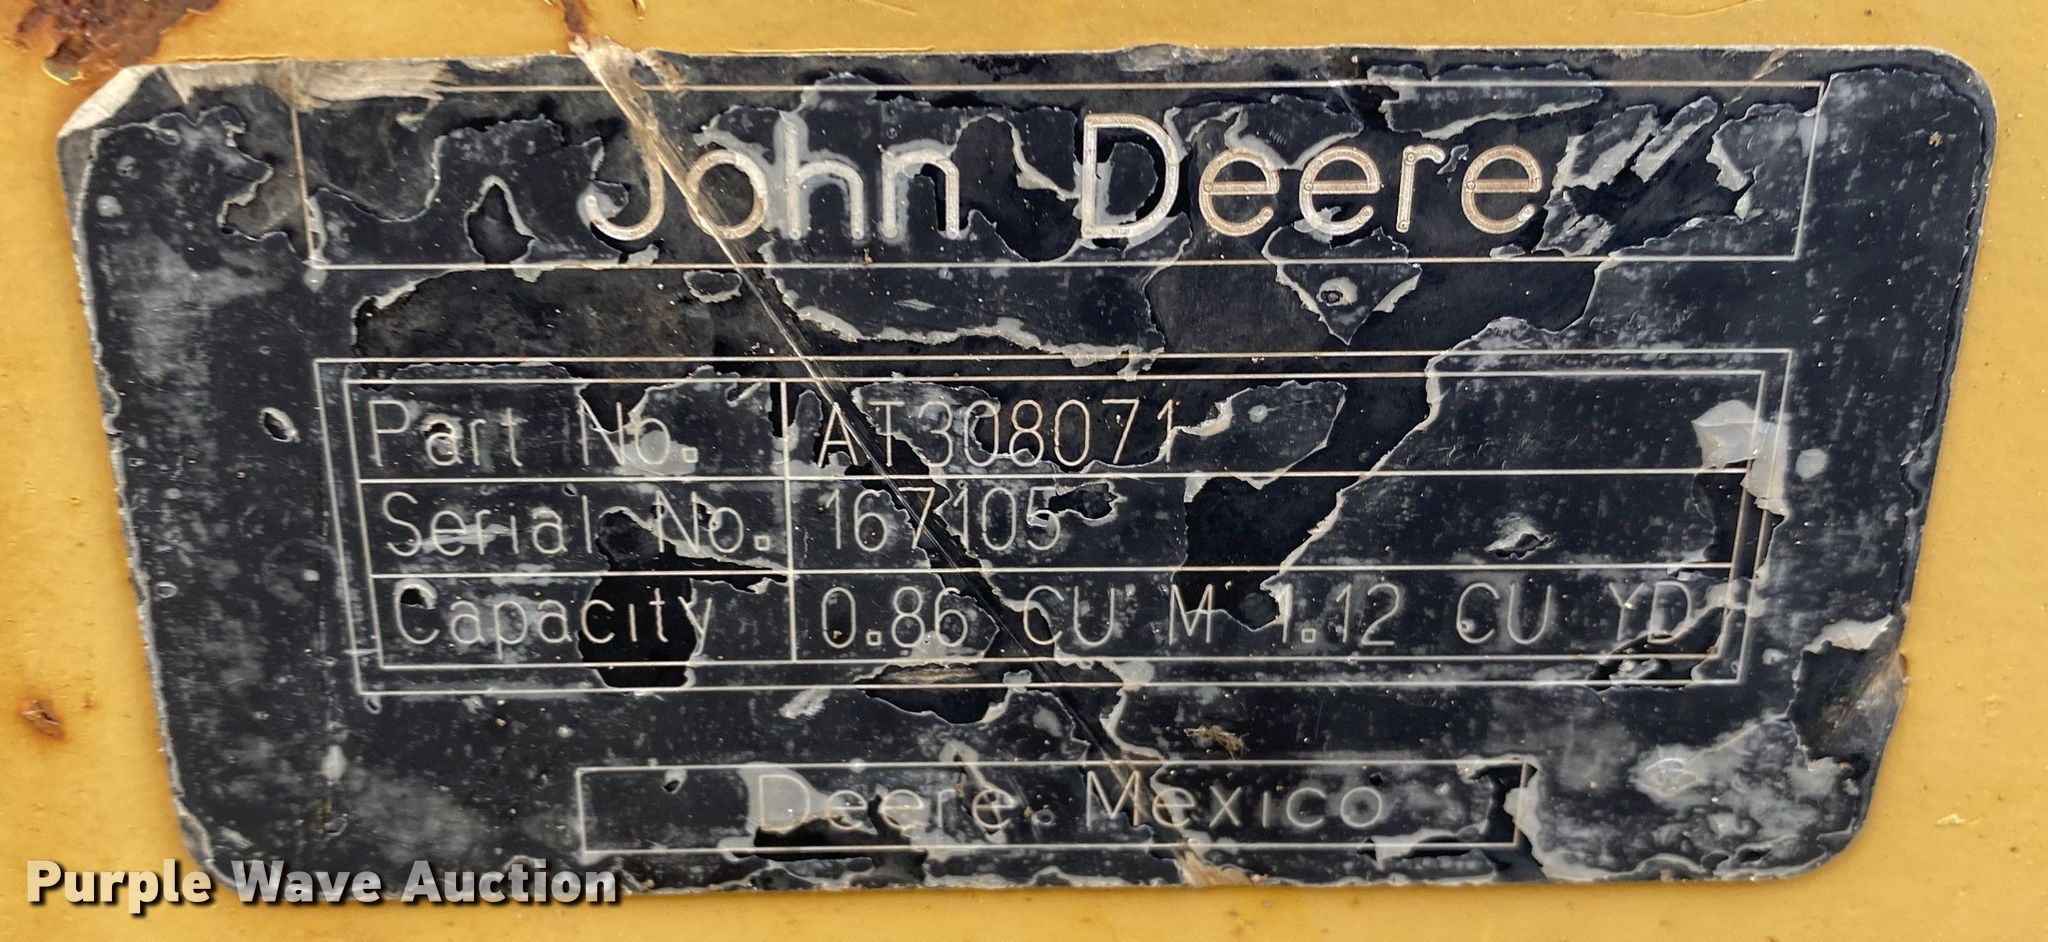 John Deere
Part No. AT308071
Serial No. 167105
Capacity 0.86 CU M 1.12 CU YD
Deere Mexico
Purple Wave Auction